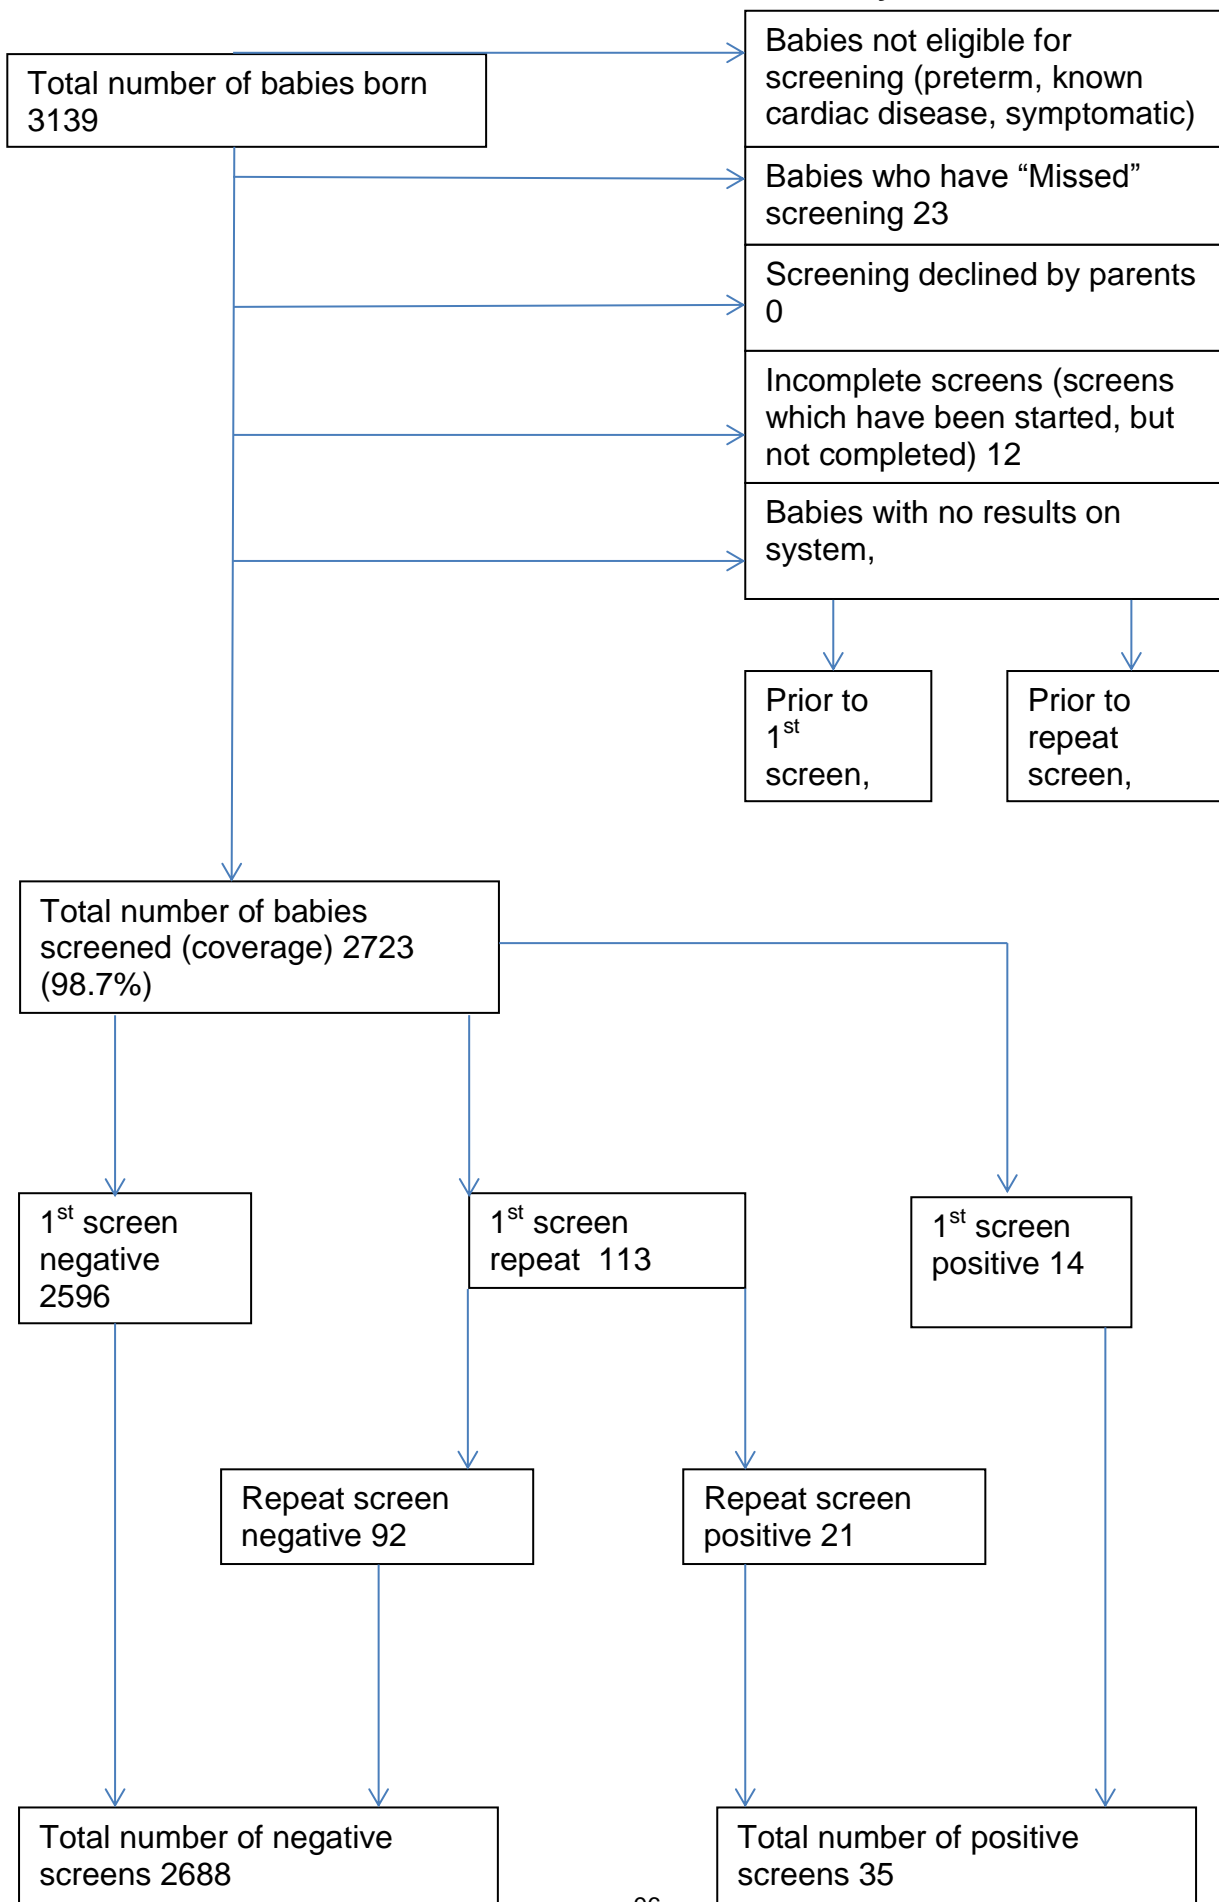 Total number of babies born
3139
Babies not eligible for
screening (preterm, known
cardiac disease, symptomatic)
Babies who have “Missed”
screening 23
Screening declined by parents
0
Incomplete screens (screens
which have been started, but
not completed) 12
Babies with no results on
system,
Prior to
1st
screen,
Prior to
repeat
screen,
Total number of babies
screened (coverage) 2723
(98.7%)
1st screen
negative
2596
1st screen
repeat 113
1st screen
positive 14
Repeat screen
negative 92
Repeat screen
positive 21
Total number of negative
screens 2688
Total number of positive
screens 35